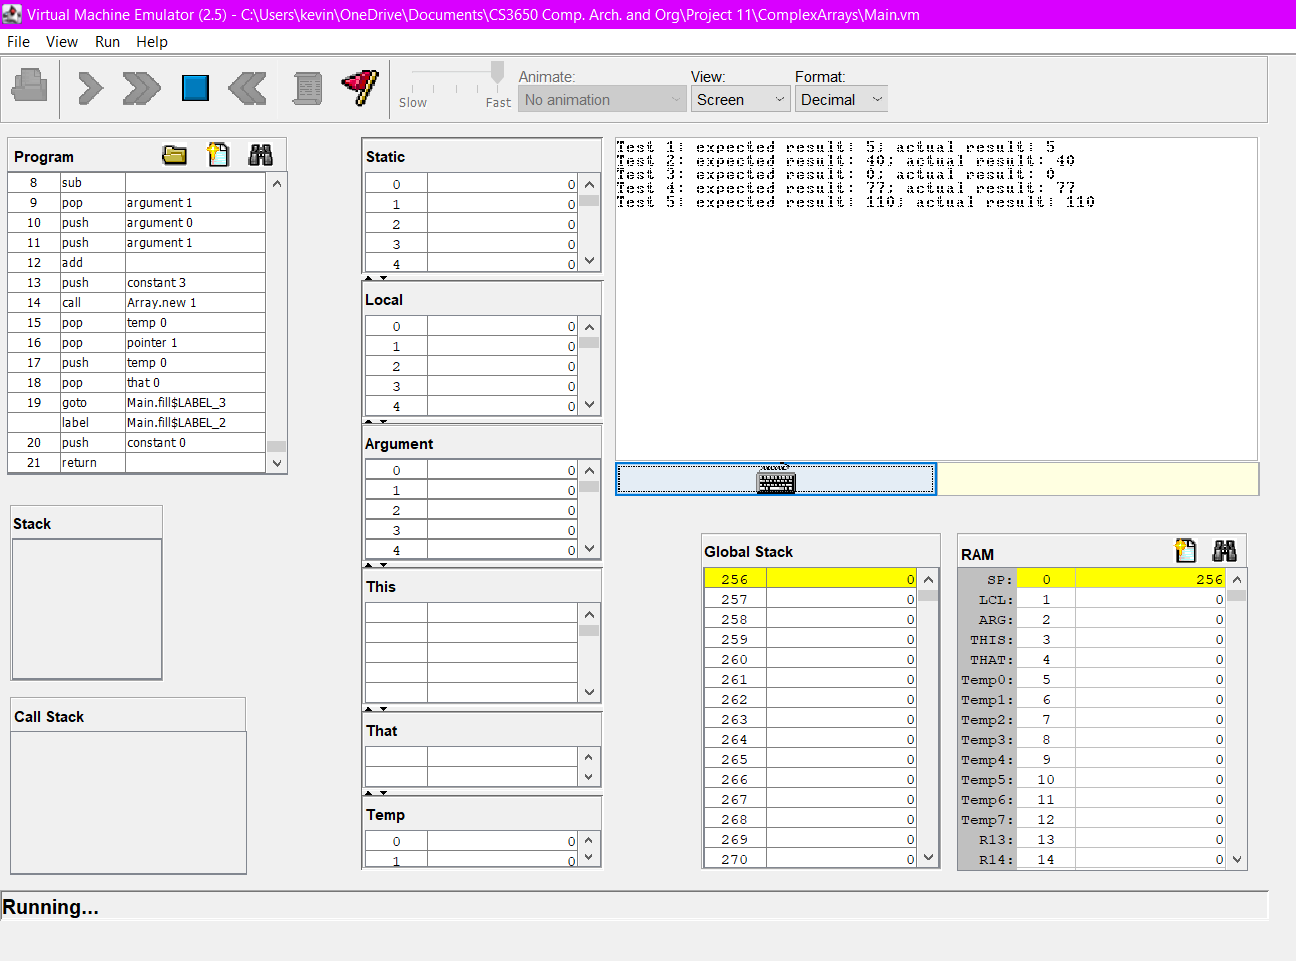 Virtual Machine Emulator (2.5) - C:\Users\kevin\OneDrive\Documents\CS3650 Comp. Arch. and Org\Project 11\ComplexArrays\Main.vm
File View Run Help
Slow Fast
Animate:
No animation
View:
Screen
Format:
Decimal
Program
8 sub
9 pop argument 1
10 push argument 0
11 push argument 1
12 add
13 push constant 3
14 call Array.new 1
15 pop temp 0
16 pop pointer 1
17 push temp 0
18 pop that 0
19 goto Main.fill$LABEL_3
label Main.fill$LABEL_2
20 push constant 0
21 return
Stack
Call Stack
Static
0 0
1 0
2 0
3 0
4 0
Local
0 0
1 0
2 0
3 0
4 0
Argument
0 0
1 0
2 0
3 0
4 0
This
That
Temp
0 0
1 0
Test 1: expected result: 5; actual result: 5
Test 2: expected result: 40; actual result: 40
Test 3: expected result: 0; actual result: 0
Test 4: expected result: 77; actual result: 77
Test 5: expected result: 110; actual result: 110
Global Stack
256 0
257 0
258 0
259 0
260 0
261 0
262 0
263 0
264 0
265 0
266 0
267 0
268 0
269 0
270 0
RAM
SP: 0 256
LCL: 1 0
ARG: 2 0
THIS: 3 0
THAT: 4 0
Temp0: 5 0
Temp1: 6 0
Temp2: 7 0
Temp3: 8 0
Temp4: 9 0
Temp5: 10 0
Temp6: 11 0
Temp7: 12 0
R13: 13 0
R14: 14 0
Running...